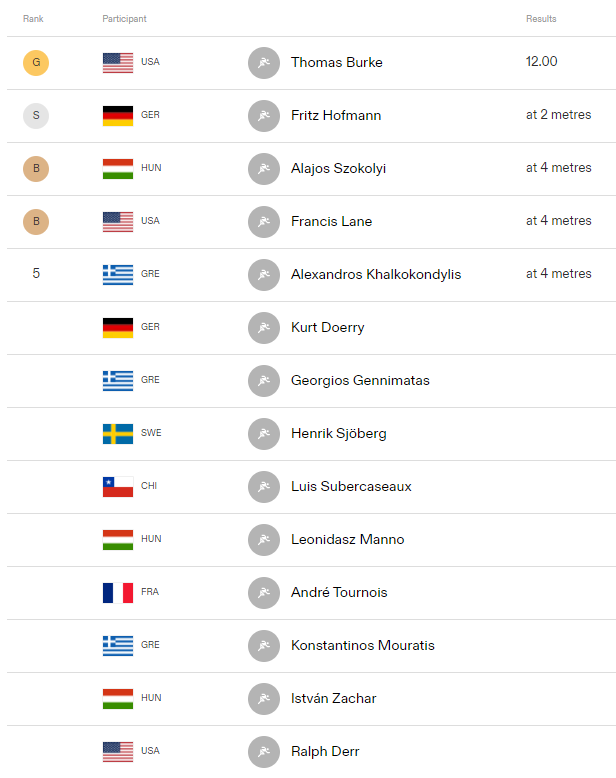 Rank Participant Results
G USA Thomas Burke 12.00
S GER Fritz Hofmann at 2 metres
B HUN Alajos Szokolyi at 4 metres
B USA Francis Lane at 4 metres
5 GRE Alexandros Khalkokondylis at 4 metres
GER Kurt Doerry
GRE Georgios Gennimatas
SWE Henrik Sjöberg
CHI Luis Subercaseaux
HUN Leonidasz Manno
FRA André Tournois
GRE Konstantinos Mouratis
HUN István Zachar
USA Ralph Derr